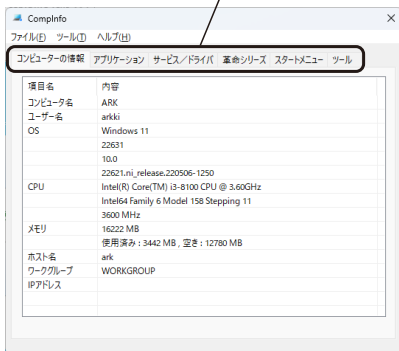 CompInfo
ファイル(F) ツール(T) ヘルプ(H)
コンピューターの情報 アプリケーション サービス／ドライバ 革命シリーズ スタートメニュー ツール
項目名 内容
コンピュータ名 ARK
ユーザー名 arkki
OS Windows 11
22631
10.0
22621.ni_release.220506-1250
CPU Intel(R) Core(TM) i3-8100 CPU @ 3.60GHz
Intel64 Family 6 Model 158 Stepping 11
3600 MHz
メモリ 16222 MB
使用済み : 3442 MB , 空き : 12780 MB
ホスト名 ark
ワークグループ WORKGROUP
IPアドレス